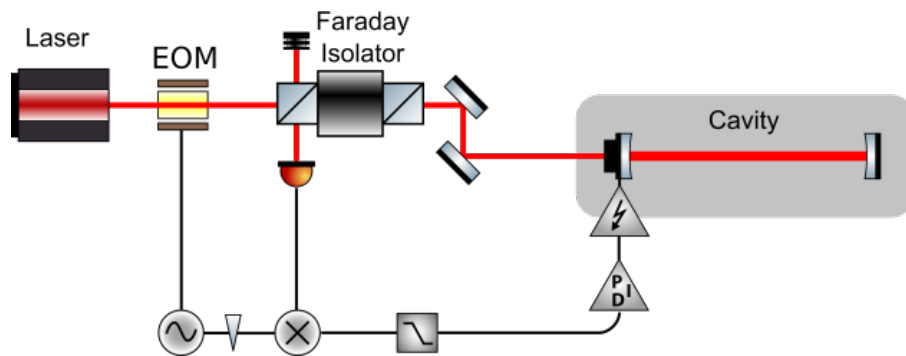 Laser
EOM
Faraday
Isolator
Cavity
P I
D